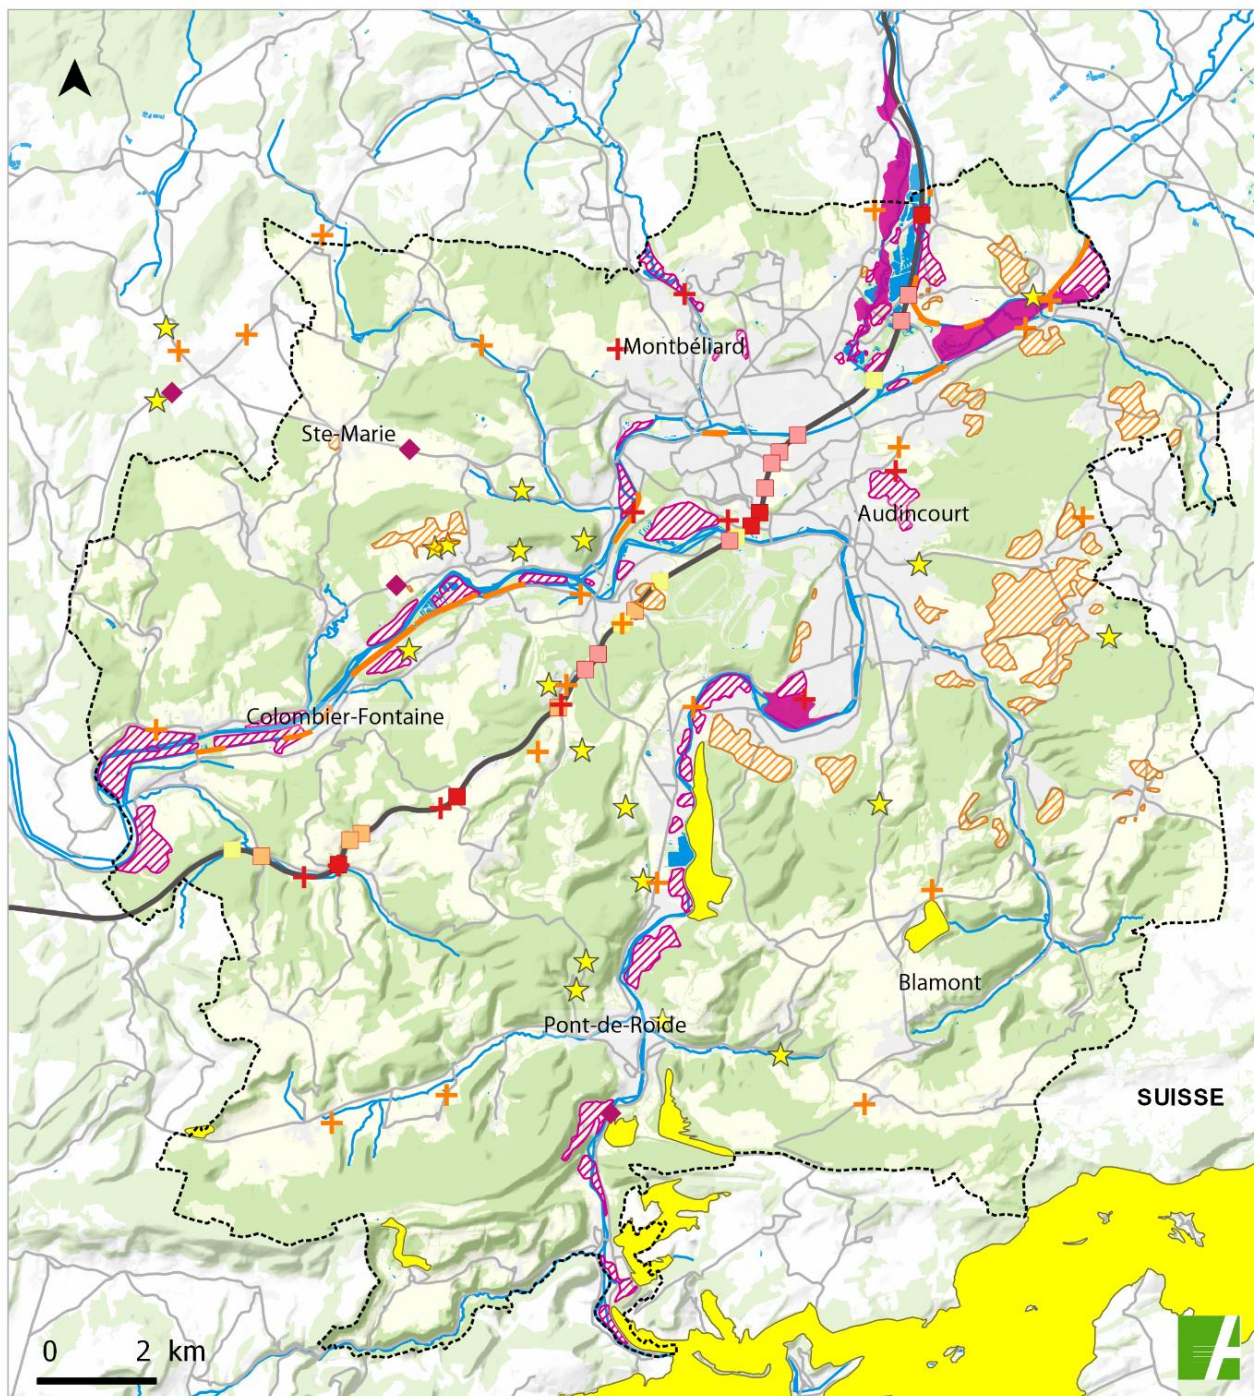 Montbéliard
Ste-Marie
Audincourt
Colombier-Fontaine
Blamont
Pont-de-Roide
SUISSE
0 2 km